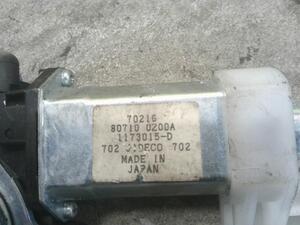 70216
80710 0200A
1173015-D
702 JIDECO 702
MADE IN
JAPAN